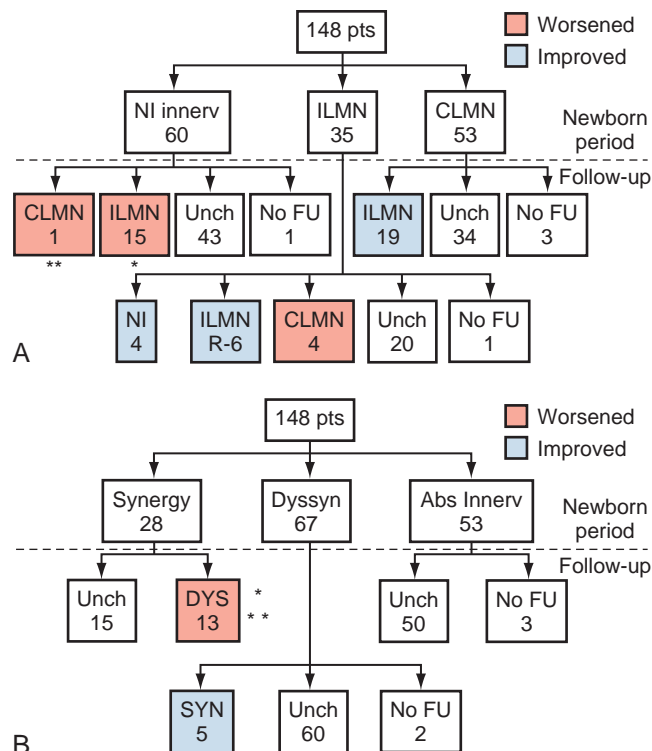 148 pts
Worsened
Improved
NI innerv
60
ILMN
35
CLMN
53
Newborn
period
Follow-up
CLMN
1
**
ILMN
15
*
Unch
43
No FU
1
ILMN
19
Unch
34
No FU
3
NI
4
ILMN
R-6
CLMN
4
Unch
20
No FU
1
A
148 pts
Worsened
Improved
Synergy
28
Dyssyn
67
Abs Innerv
53
Newborn
period
Follow-up
Unch
15
DYS
13
*
* *
Unch
50
No FU
3
SYN
5
Unch
60
No FU
2
B